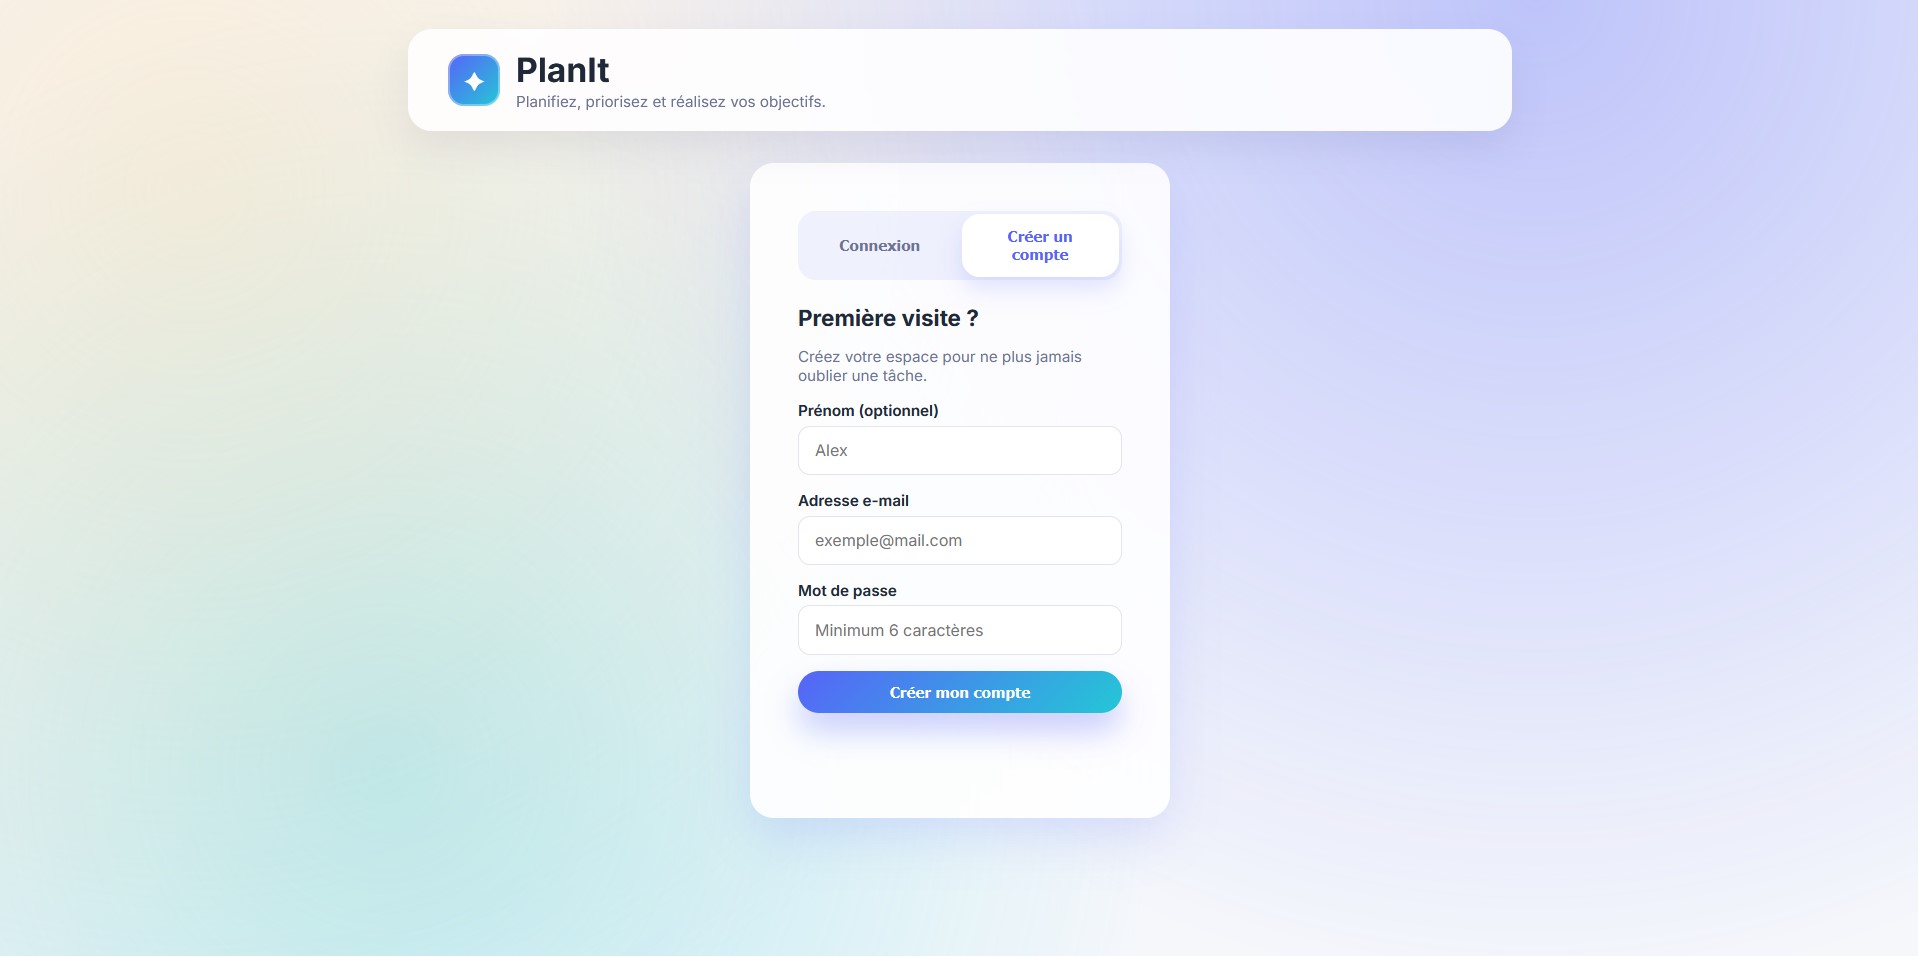 PlanIt
Planifiez, priorisez et réalisez vos objectifs.
Connexion
Créer un
compte
Première visite ?
Créez votre espace pour ne plus jamais
oublier une tâche.
Prénom (optionnel)
Alex
Adresse e-mail
exemple@mail.com
Mot de passe
Minimum 6 caractères
Créer mon compte